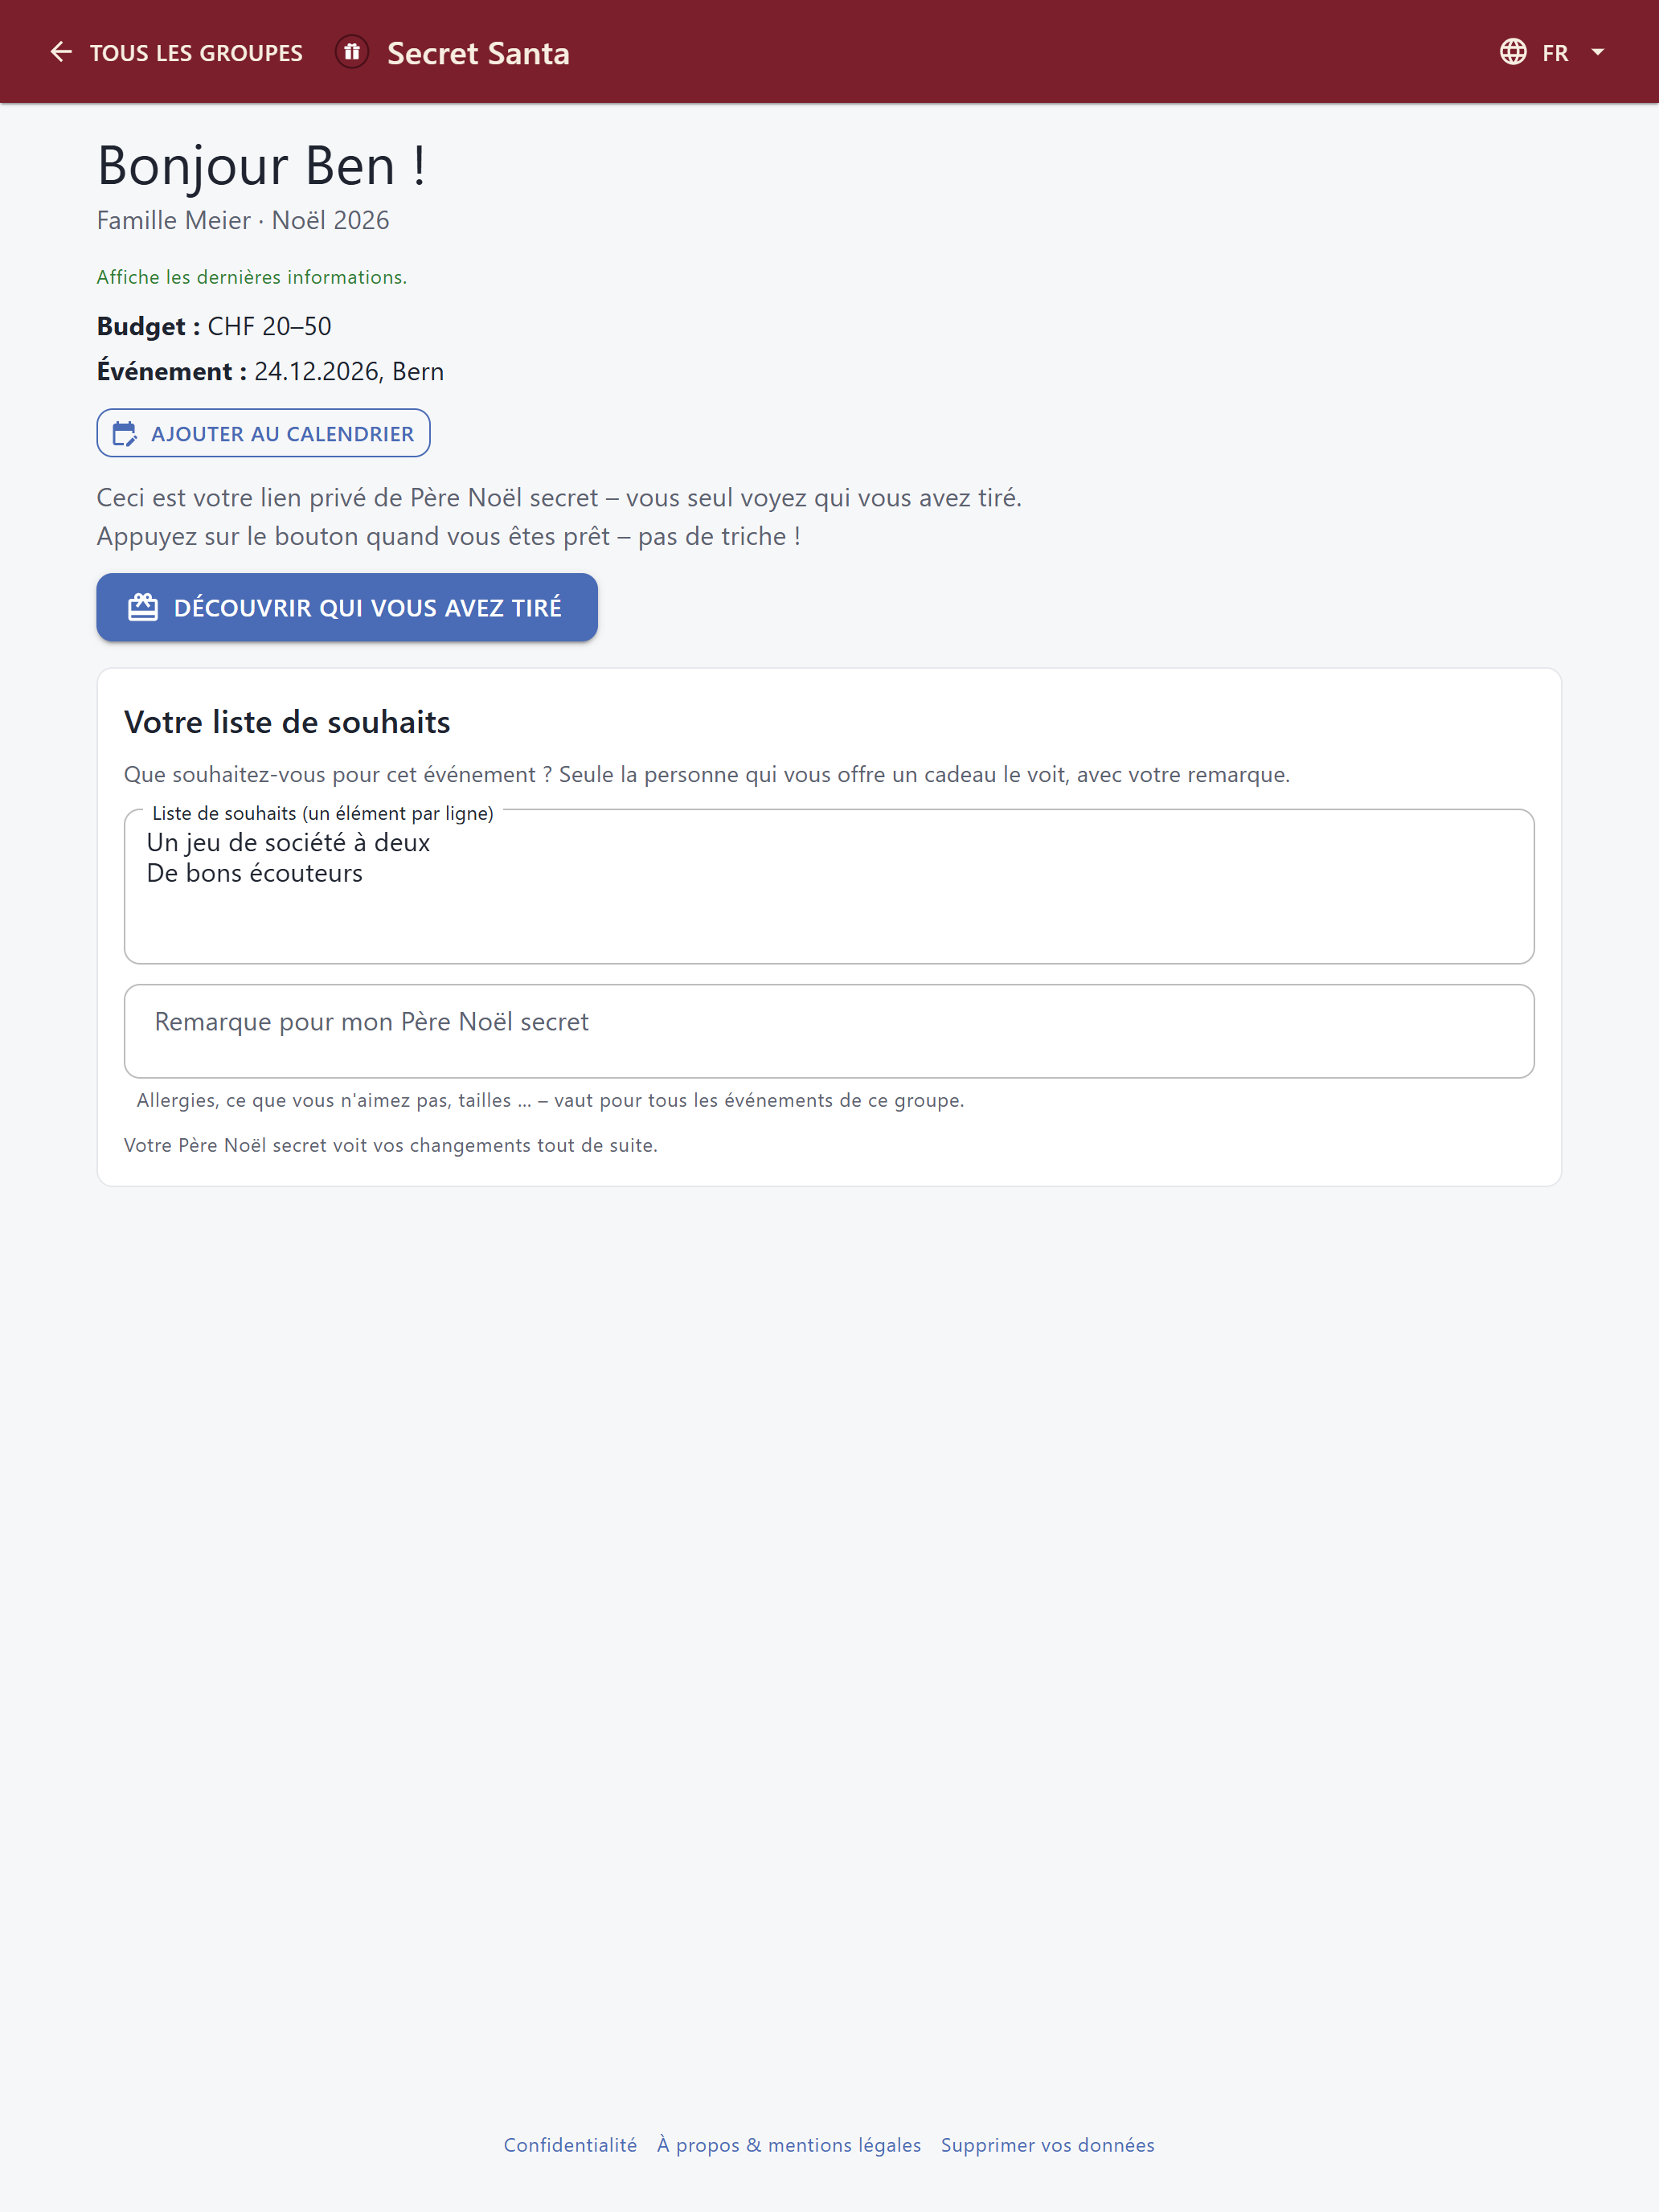 TOUS LES GROUPES
Secret Santa
FR
Bonjour Ben !
Famille Meier · Noël 2026
Affiche les dernières informations.
Budget : CHF 20–50
Événement : 24.12.2026, Bern
AJOUTER AU CALENDRIER
Ceci est votre lien privé de Père Noël secret – vous seul voyez qui vous avez tiré.
Appuyez sur le bouton quand vous êtes prêt – pas de triche !
DÉCOUVRIR QUI VOUS AVEZ TIRÉ
Votre liste de souhaits
Que souhaitez-vous pour cet événement ? Seule la personne qui vous offre un cadeau le voit, avec votre remarque.
Liste de souhaits (un élément par ligne)
Un jeu de société à deux
De bons écouteurs
Remarque pour mon Père Noël secret
Allergies, ce que vous n'aimez pas, tailles … – vaut pour tous les événements de ce groupe.
Votre Père Noël secret voit vos changements tout de suite.
Confidentialité À propos & mentions légales Supprimer vos données